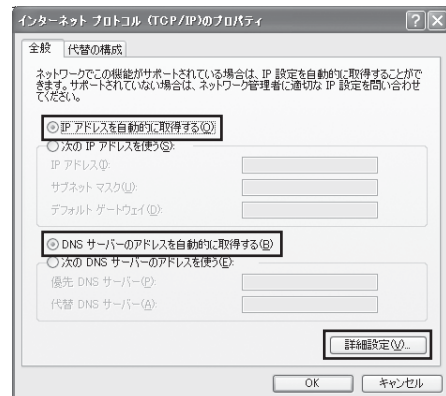 インターネット プロトコル (TCP/IP)のプロパティ
全般 代替の構成
ネットワークでこの機能がサポートされている場合は、IP 設定を自動的に取得することがで
きます。サポートされていない場合は、ネットワーク管理者に適切な IP 設定を問い合わせ
てください。
IP アドレスを自動的に取得する(O)
次の IP アドレスを使う(S):
IP アドレス(I):
サブネット マスク(U):
デフォルト ゲートウェイ(D):
DNS サーバーのアドレスを自動的に取得する(B)
次の DNS サーバーのアドレスを使う(E):
優先 DNS サーバー(P):
代替 DNS サーバー(A):
詳細設定(V)...
OK キャンセル